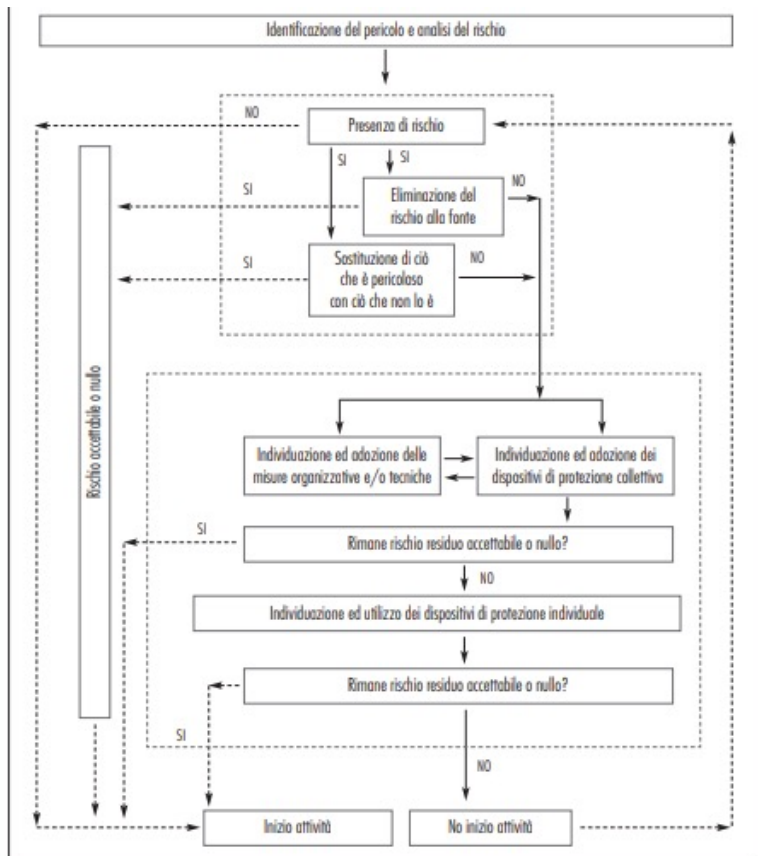 Identificazione del pericolo e analisi del rischio
NO
Presenza di rischio
SI
SI
SI
Eliminazione del
rischio alla fonte
NO
SI
Sostituzione di ciò
che è pericoloso
con ciò che non lo è
NO
Rischio accettabile o nullo
Individuazione ed adozione delle
misure organizzative e/o tecniche
Individuazione ed adozione dei
dispositivi di protezione collettiva
SI
Rimane rischio residuo accettabile o nullo?
NO
Individuazione ed utilizzo dei dispositivi di protezione individuale
Rimane rischio residuo accettabile o nullo?
SI
NO
Inizio attività
No inizio attività